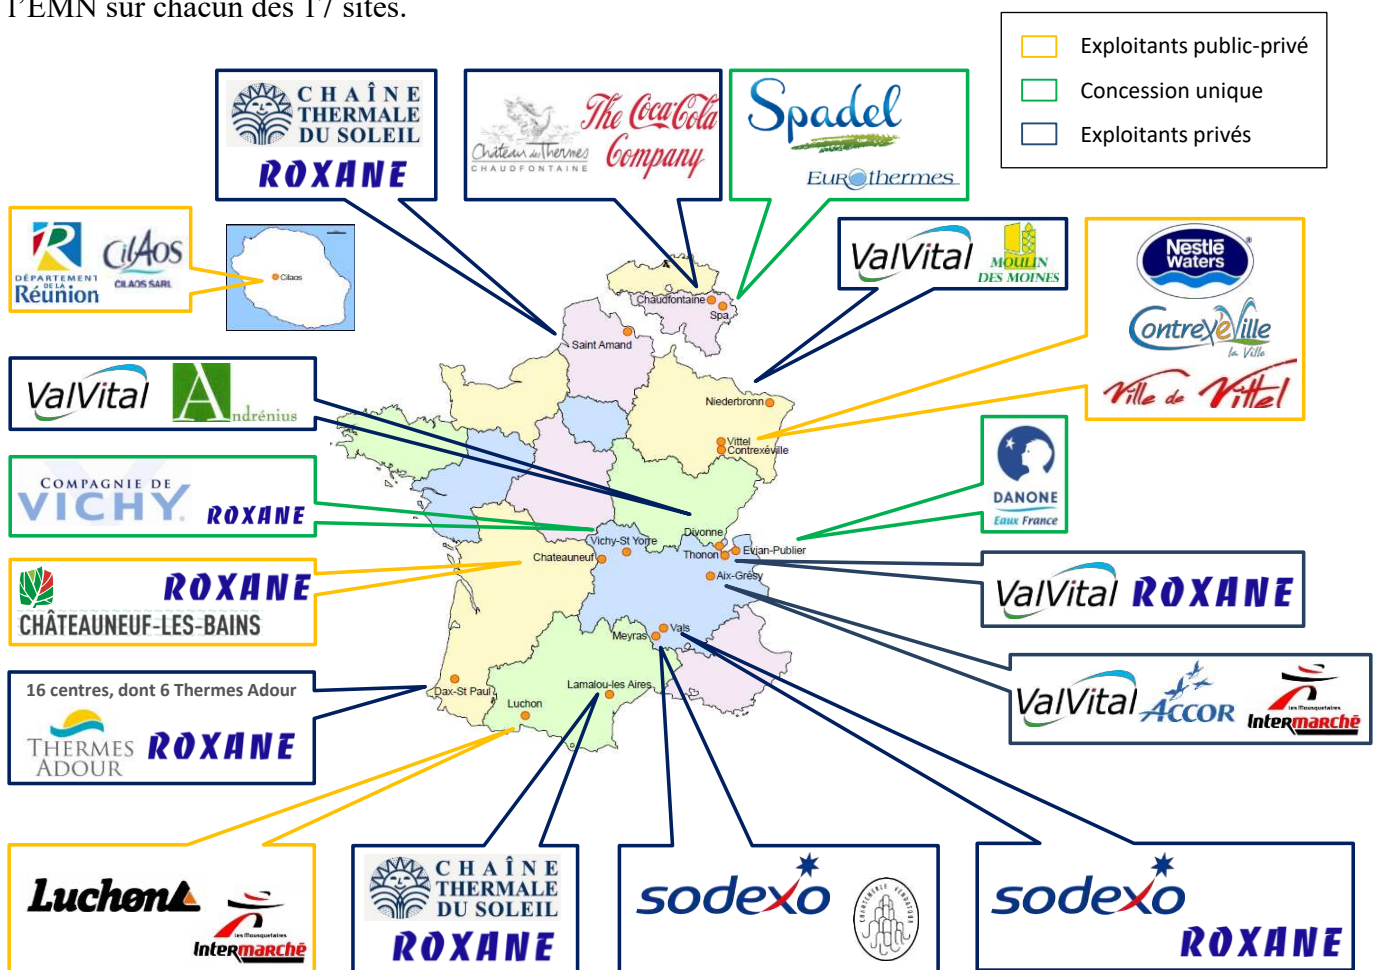 l’EMN sur chacun des 17 sites.
Exploitants public-privé
Concession unique
Exploitants privés
CHAÎNE
THERMALE
DU SOLEIL
ROXANE
Château des Thermes
CHAUDFONTAINE
The Coca-Cola
Company
Spadel
Eurothermes
DÉPARTEMENT
DE LA
Réunion
Cilaos
CILAOS SARL
Cilaos
ValVital
MOULIN
DES MOINES
Nestlé
Waters
Contrexéville
la Ville
Ville de Vittel
Chaudfontaine
Spa
Saint Amand
Niederbronn
Vittel
Contrexéville
ValVital
Andrénius
COMPAGNIE DE
VICHY
ROXANE
DANONE
Eaux France
Divonne
Vichy-St Yorre
Thonon
Evian-Publier
Chateauneuf
Aix-Grésy
ROXANE
CHÂTEAUNEUF-LES-BAINS
ValVital ROXANE
Vals
Meyras
16 centres, dont 6 Thermes Adour
THERMES
ADOUR
ROXANE
Dax-St Paul
Lamalou-les Aires
Luchon
ValVital
ACCOR
les Mousquetaires
Intermarché
Luchon
les Mousquetaires
Intermarché
CHAÎNE
THERMALE
DU SOLEIL
ROXANE
sodexo
sodexo
ROXANE